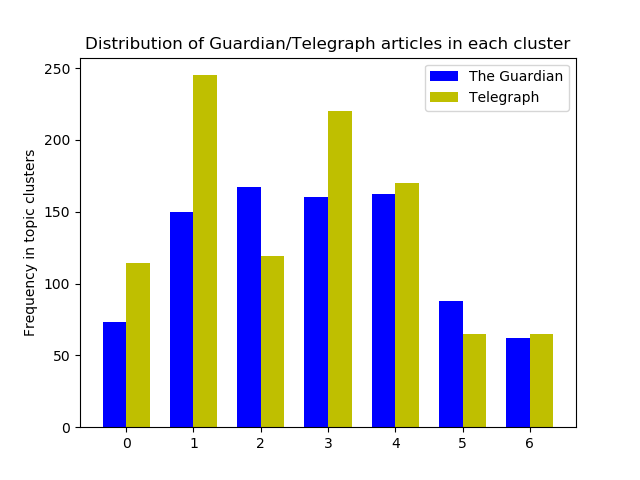 Distribution of Guardian/Telegraph articles in each cluster
The Guardian
Telegraph
Frequency in topic clusters
250
200
150
100
50
0
0 1 2 3 4 5 6